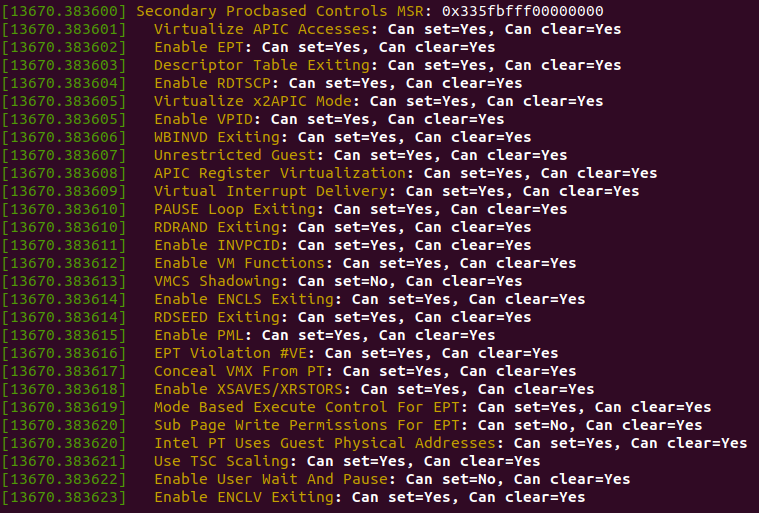 [13670.383600] Secondary Procbased Controls MSR: 0x335fbfff00000000
[13670.383601]   Virtualize APIC Accesses: Can set=Yes, Can clear=Yes
[13670.383602]   Enable EPT: Can set=Yes, Can clear=Yes
[13670.383603]   Descriptor Table Exiting: Can set=Yes, Can clear=Yes
[13670.383604]   Enable RDTSCP: Can set=Yes, Can clear=Yes
[13670.383605]   Virtualize x2APIC Mode: Can set=Yes, Can clear=Yes
[13670.383605]   Enable VPID: Can set=Yes, Can clear=Yes
[13670.383606]   WBINVD Exiting: Can set=Yes, Can clear=Yes
[13670.383607]   Unrestricted Guest: Can set=Yes, Can clear=Yes
[13670.383608]   APIC Register Virtualization: Can set=Yes, Can clear=Yes
[13670.383609]   Virtual Interrupt Delivery: Can set=Yes, Can clear=Yes
[13670.383610]   PAUSE Loop Exiting: Can set=Yes, Can clear=Yes
[13670.383610]   RDRAND Exiting: Can set=Yes, Can clear=Yes
[13670.383611]   Enable INVPCID: Can set=Yes, Can clear=Yes
[13670.383612]   Enable VM Functions: Can set=Yes, Can clear=Yes
[13670.383613]   VMCS Shadowing: Can set=No, Can clear=Yes
[13670.383614]   Enable ENCLS Exiting: Can set=Yes, Can clear=Yes
[13670.383614]   RDSEED Exiting: Can set=Yes, Can clear=Yes
[13670.383615]   Enable PML: Can set=Yes, Can clear=Yes
[13670.383616]   EPT Violation #VE: Can set=Yes, Can clear=Yes
[13670.383617]   Conceal VMX From PT: Can set=Yes, Can clear=Yes
[13670.383618]   Enable XSAVES/XRSTORS: Can set=Yes, Can clear=Yes
[13670.383619]   Mode Based Execute Control For EPT: Can set=Yes, Can clear=Yes
[13670.383620]   Sub Page Write Permissions For EPT: Can set=No, Can clear=Yes
[13670.383620]   Intel PT Uses Guest Physical Addresses: Can set=Yes, Can clear=Yes
[13670.383621]   Use TSC Scaling: Can set=Yes, Can clear=Yes
[13670.383622]   Enable User Wait And Pause: Can set=No, Can clear=Yes
[13670.383623]   Enable ENCLV Exiting: Can set=Yes, Can clear=Yes